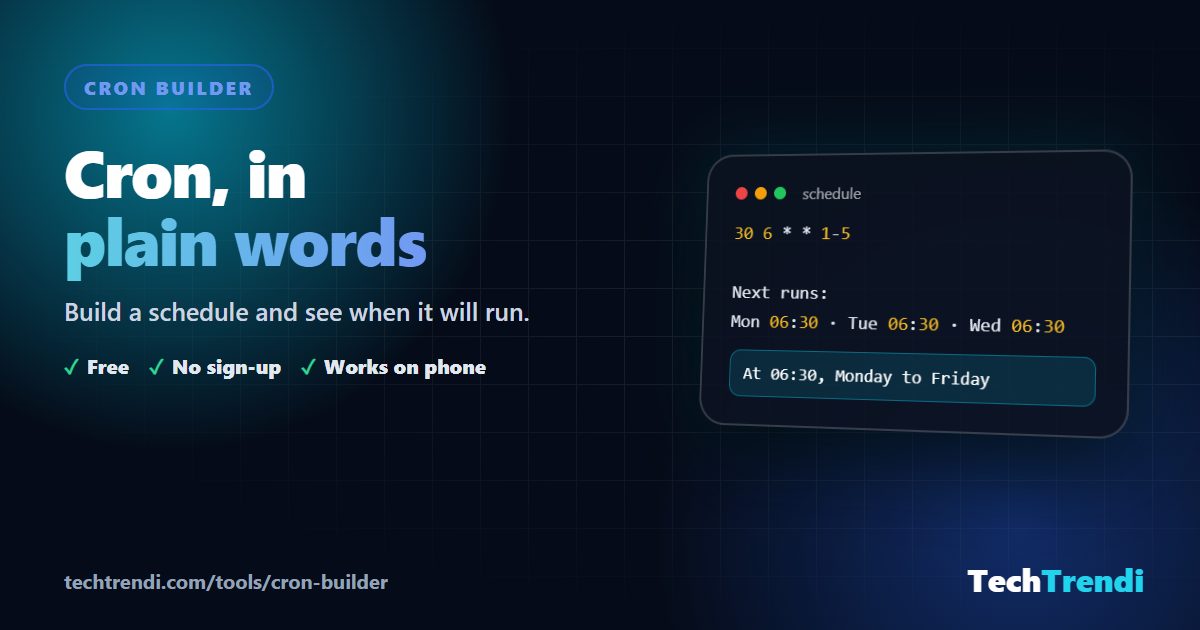 CRON BUILDER
Cron, in
plain words
Build a schedule and see when it will run.
✓ Free ✓ No sign-up ✓ Works on phone
schedule
30 6 * * 1-5
Next runs:
Mon 06:30 · Tue 06:30 · Wed 06:30
At 06:30, Monday to Friday
techtrendi.com/tools/cron-builder
TechTrendi